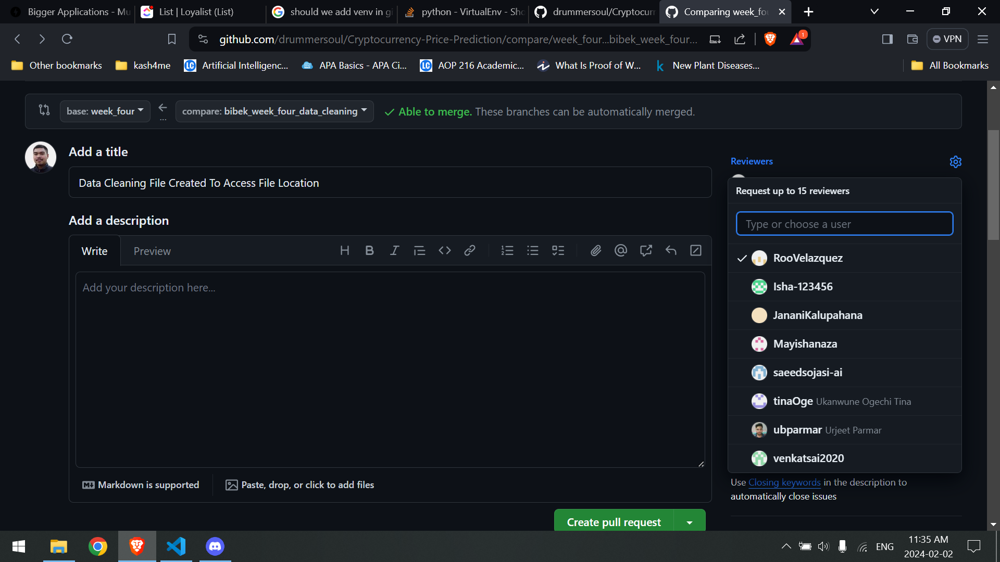 Bigger Applications - Mu
List | Loyalist (List)
should we add venv in gi
python - VirtualEnv - Sho
drummersoul/Cryptocurr
Comparing week_fou
github.com/drummersoul/Cryptocurrency-Price-Prediction/compare/week_four...bibek_week_four...
1
VPN
Other bookmarks
kash4me
LC
Artificial Intelligenc...
APA Basics - APA Ci...
LC
AOP 216 Academic...
What Is Proof of W...
k
New Plant Diseases...
All Bookmarks
base: week_four
...
compare: bibek_week_four_data_cleaning
Able to merge. These branches can be automatically merged.
Add a title
Data Cleaning File Created To Access File Location
Add a description
Write
Preview
Add your description here...
Markdown is supported
Paste, drop, or click to add files
Create pull request
Reviewers
Request up to 15 reviewers
Type or choose a user
RooVelazquez
Isha-123456
JananiKalupahana
Mayishanaza
saeedsojasi-ai
tinaOge Ukanwune Ogechi Tina
ubparmar Urjeet Parmar
venkatsai2020
Use Closing keywords in the description to
automatically close issues
ENG
11:35 AM
2024-02-02